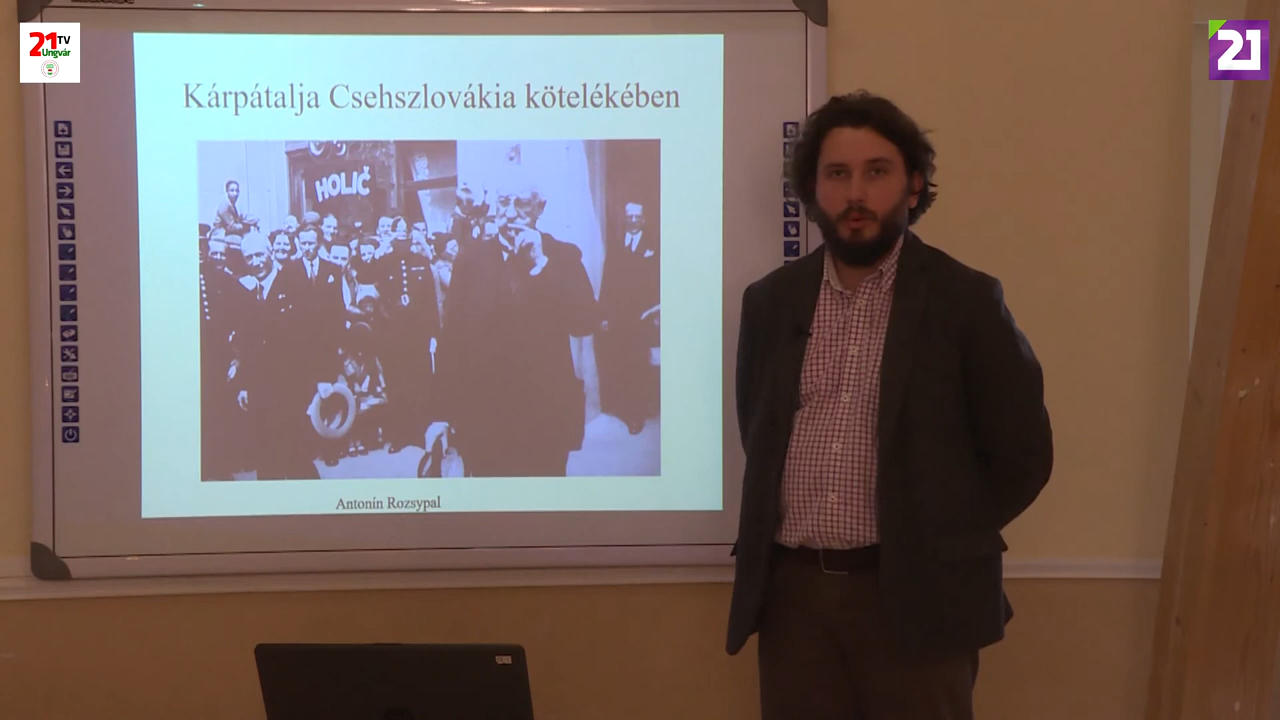 21 TV
Ungvár
21
Kárpátalja Csehszlovákia kötelékében
HOLIČ
Antonín Rozsypal